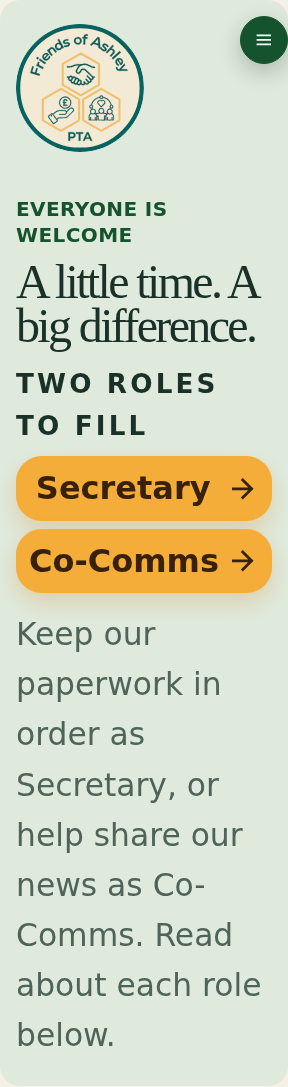 Friends of Ashley
£
PTA
EVERYONE IS
WELCOME
A little time. A
big difference.
TWO ROLES
TO FILL
Secretary →
Co-Comms →
Keep our
paperwork in
order as
Secretary, or
help share our
news as Co-
Comms. Read
about each role
below.